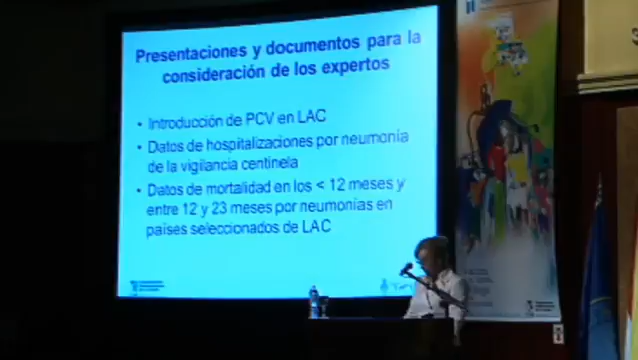 Presentaciones y documentos para la
consideración de los expertos
• Introducción de PCV en LAC
• Datos de hospitalizaciones por neumonía
de la vigilancia centinela
• Datos de mortalidad en los < 12 meses y
entre 12 y 23 meses por neumonías en
países seleccionados de LAC